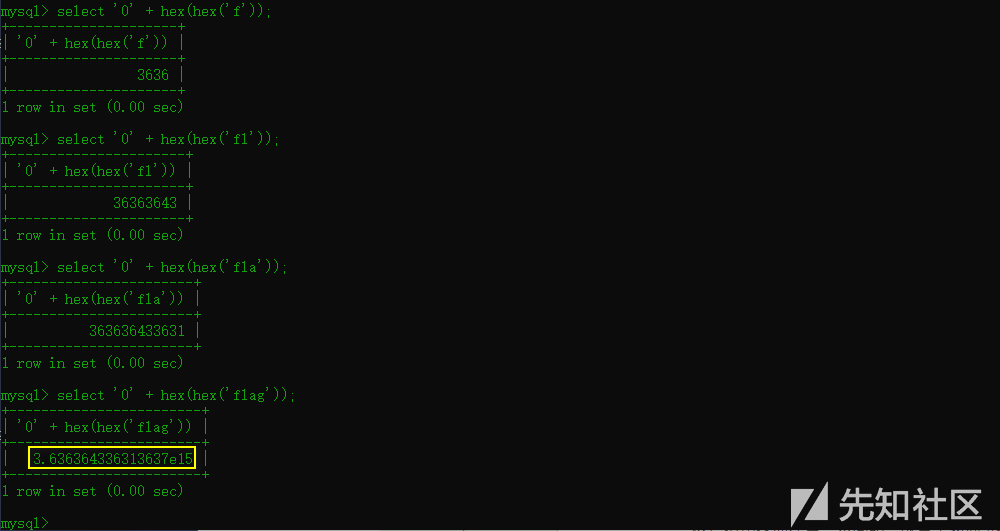 mysql> select '0' + hex(hex('f'));
+---------------------+
| '0' + hex(hex('f')) |
+---------------------+
|                3636 |
+---------------------+
1 row in set (0.00 sec)
mysql> select '0' + hex(hex('fl'));
+----------------------+
| '0' + hex(hex('fl')) |
+----------------------+
|             36363643 |
+----------------------+
1 row in set (0.00 sec)
mysql> select '0' + hex(hex('fla'));
+-----------------------+
| '0' + hex(hex('fla')) |
+-----------------------+
|          363636433631 |
+-----------------------+
1 row in set (0.00 sec)
mysql> select '0' + hex(hex('flag'));
+------------------------+
| '0' + hex(hex('flag')) |
+------------------------+
|   3.636364336313637e15 |
+------------------------+
1 row in set (0.00 sec)
mysql>
先知社区